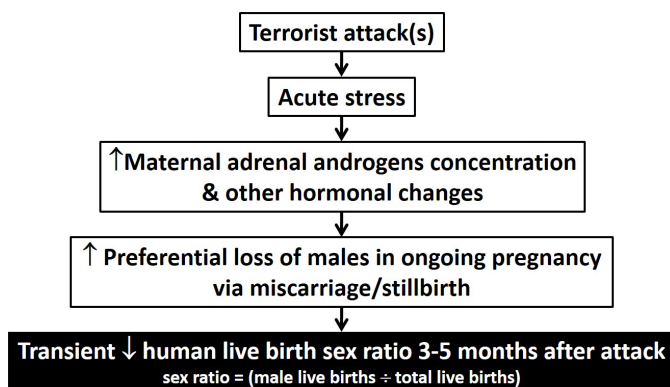 Terrorist attack(s)
Acute stress
↑Maternal adrenal androgens concentration
& other hormonal changes
↑ Preferential loss of males in ongoing pregnancy
via miscarriage/stillbirth
Transient ↓ human live birth sex ratio 3-5 months after attack
sex ratio = (male live births ÷ total live births)